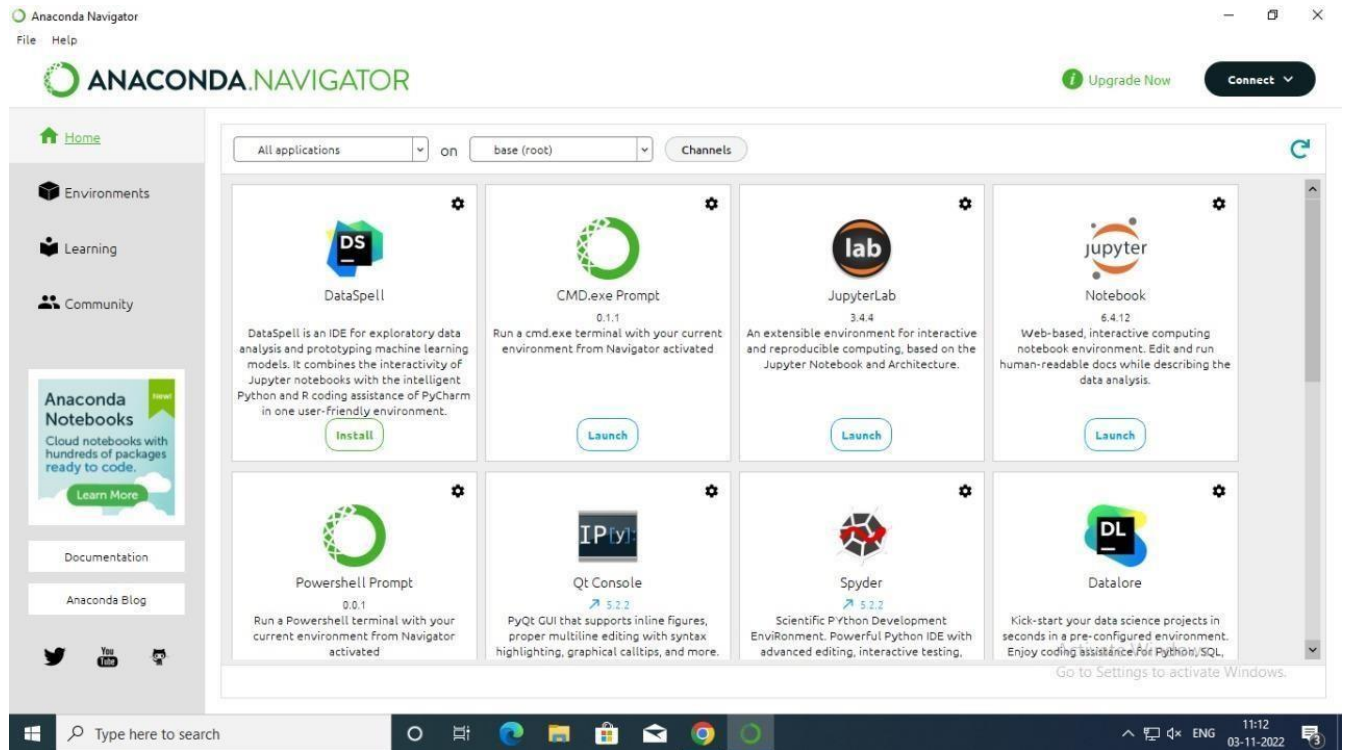 Anaconda Navigator
File Help
ANACONDA.NAVIGATOR
Upgrade Now
Connect
Home
Environments
Learning
Community
Anaconda
Notebooks
New!
Cloud notebooks with
hundreds of packages
ready to code.
Learn More
Documentation
Anaconda Blog
You
Tube
All applications on base (root) Channels
DS
DataSpell
DataSpell is an IDE for exploratory data
analysis and prototyping machine learning
models. It combines the interactivity of
Jupyter notebooks with the intelligent
Python and R coding assistance of PyCharm
in one user-friendly environment.
Install
CMD.exe Prompt
0.1.1
Run a cmd.exe terminal with your current
environment from Navigator activated
Launch
lab
JupyterLab
3.4.4
An extensible environment for interactive
and reproducible computing, based on the
Jupyter Notebook and Architecture.
Launch
jupyter
Notebook
6.4.12
Web-based, interactive computing
notebook environment. Edit and run
human-readable docs while describing the
data analysis.
Launch
Powershell Prompt
0.0.1
Run a Powershell terminal with your
current environment from Navigator
activated
IP[y]:
Qt Console
5.2.2
PyQt GUI that supports inline figures,
proper multiline editing with syntax
highlighting, graphical calltips, and more.
Spyder
5.2.2
Scientific PYthon Development
EnviRonment. Powerful Python IDE with
advanced editing, interactive testing,
DL
Datalore
Kick-start your data science projects in
seconds in a pre-configured environment.
Enjoy coding assistance for Python, SQL,
Activate Windows
Go to Settings to activate Windows.
Type here to search
ENG
11:12
03-11-2022
3